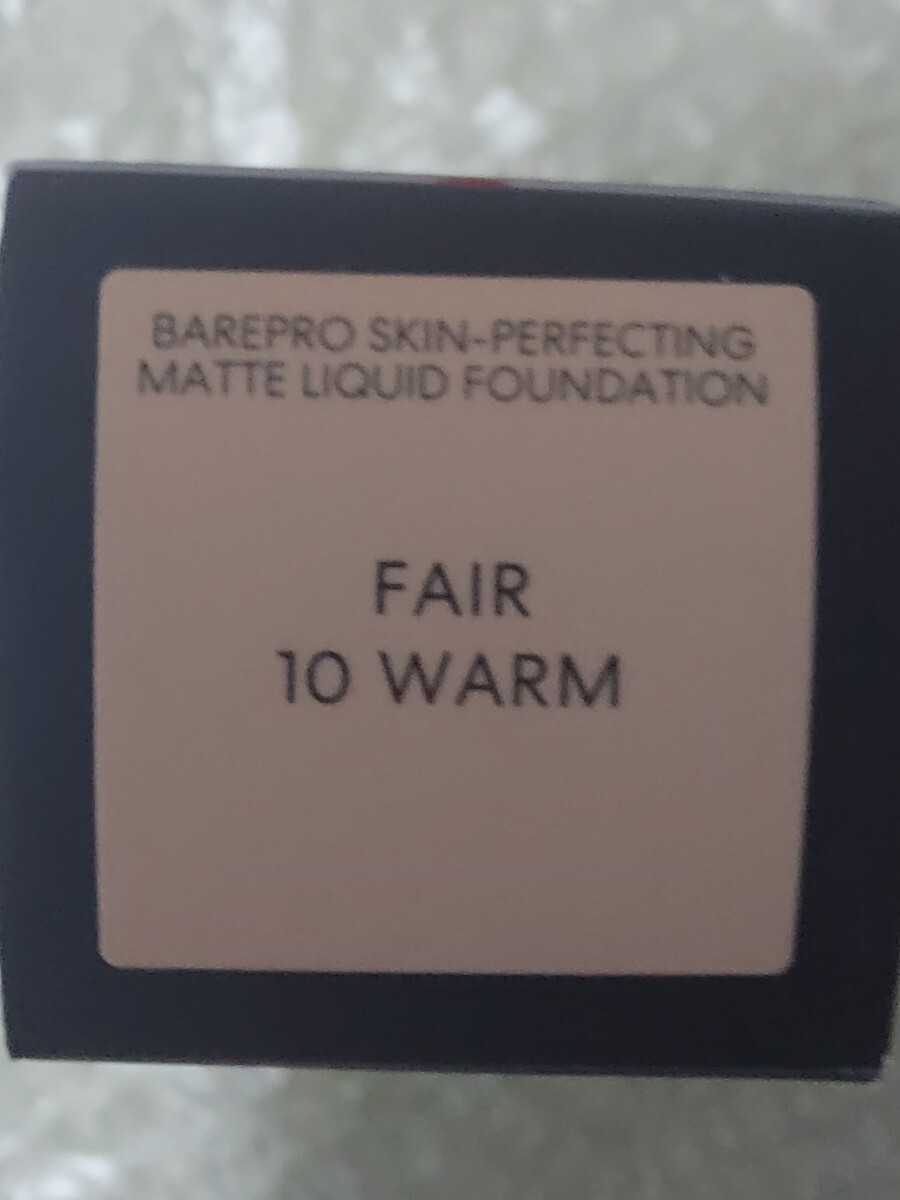 BAREPRO SKIN-PERFECTING
MATTE LIQUID FOUNDATION
FAIR
10 WARM